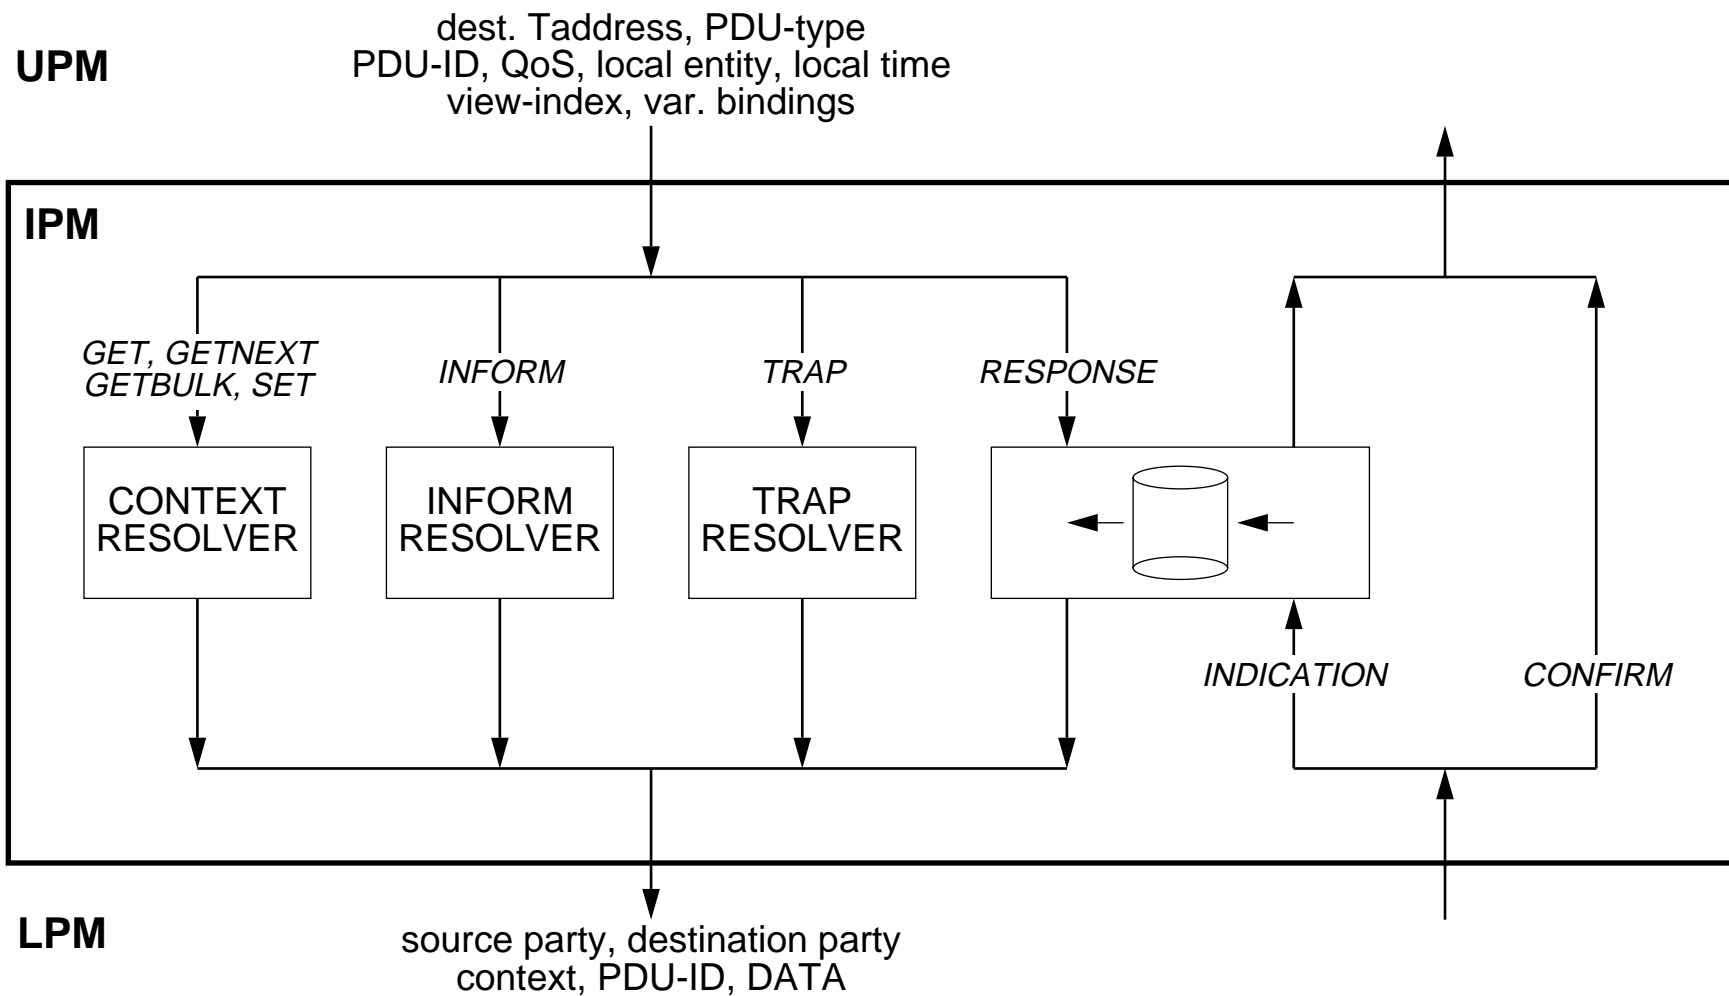 UPM
dest. Taddress, PDU-type
PDU-ID, QoS, local entity, local time
view-index, var. bindings
IPM
GET, GETNEXT
GETBULK, SET
INFORM
TRAP
RESPONSE
CONTEXT
RESOLVER
INFORM
RESOLVER
TRAP
RESOLVER
INDICATION
CONFIRM
LPM
source party, destination party
context, PDU-ID, DATA